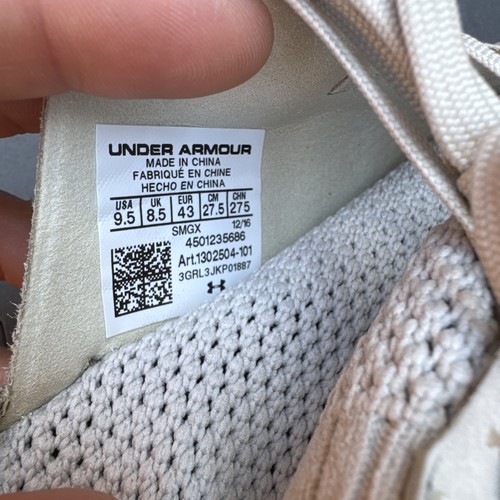 UNDER ARMOUR
MADE IN CHINA
FABRIQUÉ EN CHINE
HECHO EN CHINA
USA UK EUR CM CHN
9.5 8.5 43 27.5 275
SMGX 12/16
4501235686
Art.1302504-101
3GRL3JKP01887